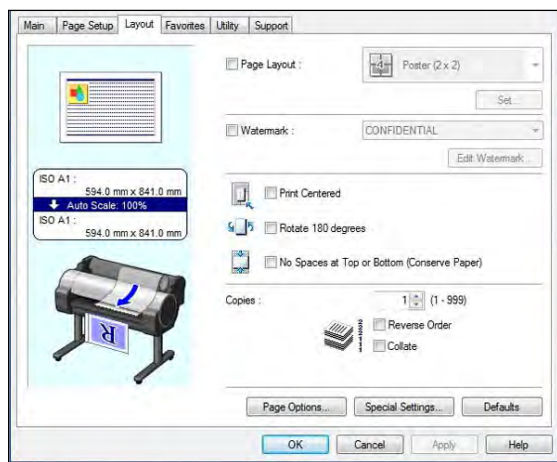 Main Page Setup Layout Favorites Utility Support
Page Layout :
4
Poster (2 x 2)
Set...
Watermark :
CONFIDENTIAL
Edit Watermark...
ISO A1 :
594.0 mm x 841.0 mm
Auto Scale: 100%
ISO A1 :
594.0 mm x 841.0 mm
Print Centered
Rotate 180 degrees
No Spaces at Top or Bottom (Conserve Paper)
R
Copies :
1 (1 - 999)
Reverse Order
Collate
Page Options... Special Settings... Defaults
OK Cancel Apply Help